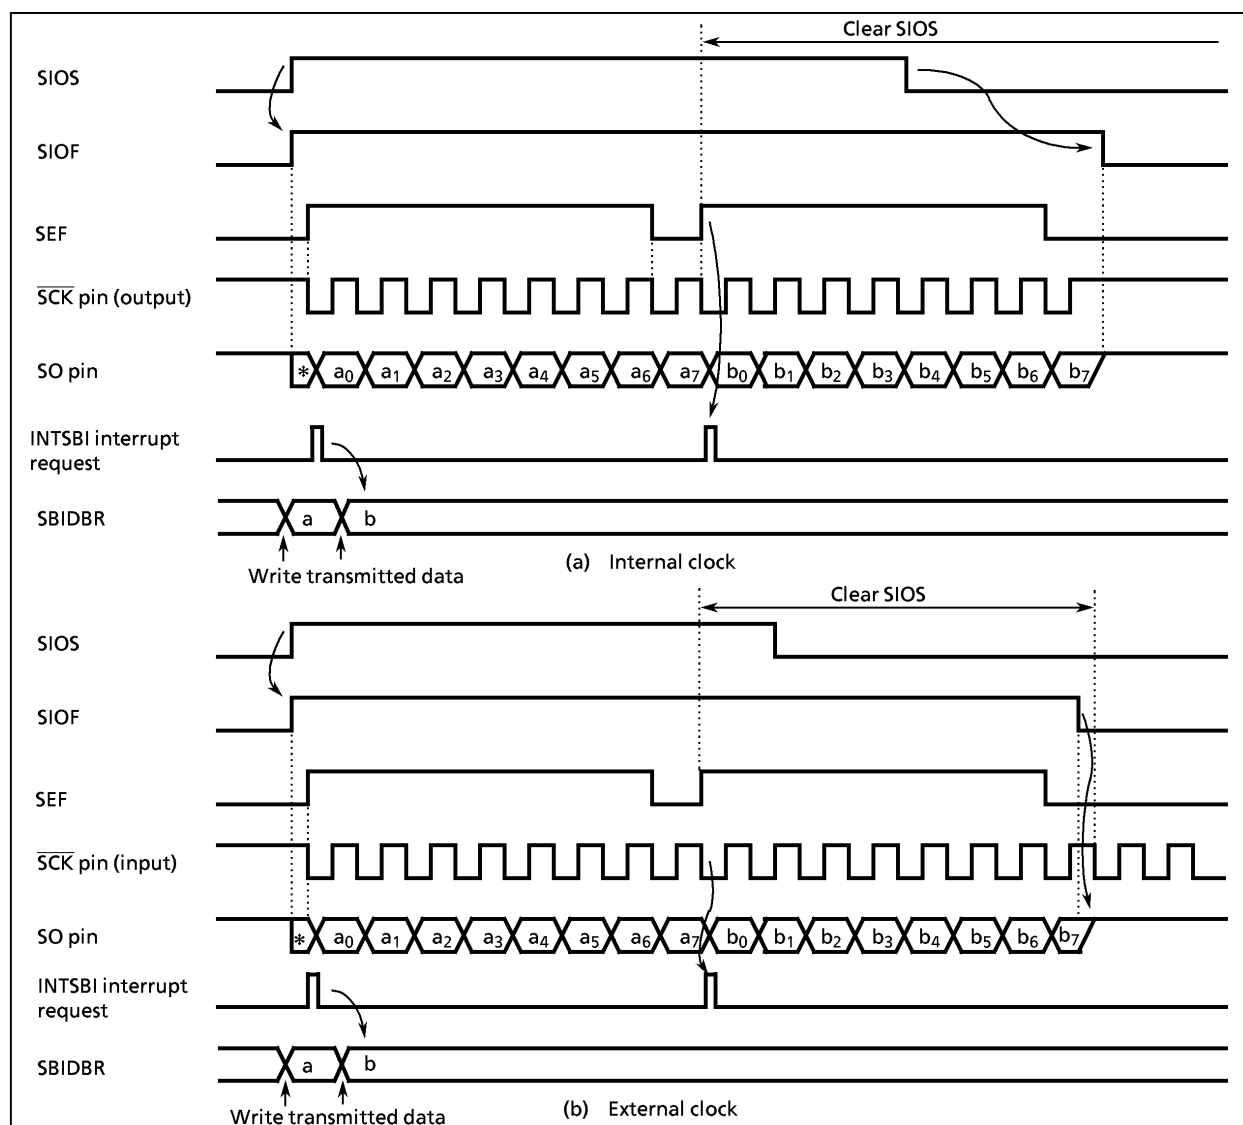 Clear SIOS
SIOS
SIOF
SEF
SCK pin (output)
SO pin
* a0 a1 a2 a3 a4 a5 a6 a7 b0 b1 b2 b3 b4 b5 b6 b7
INTSBI interrupt
request
SBIDBR
a b
Write transmitted data
(a) Internal clock
Clear SIOS
SIOS
SIOF
SEF
SCK pin (input)
SO pin
* a0 a1 a2 a3 a4 a5 a6 a7 b0 b1 b2 b3 b4 b5 b6 b7
INTSBI interrupt
request
SBIDBR
a b
Write transmitted data
(b) External clock